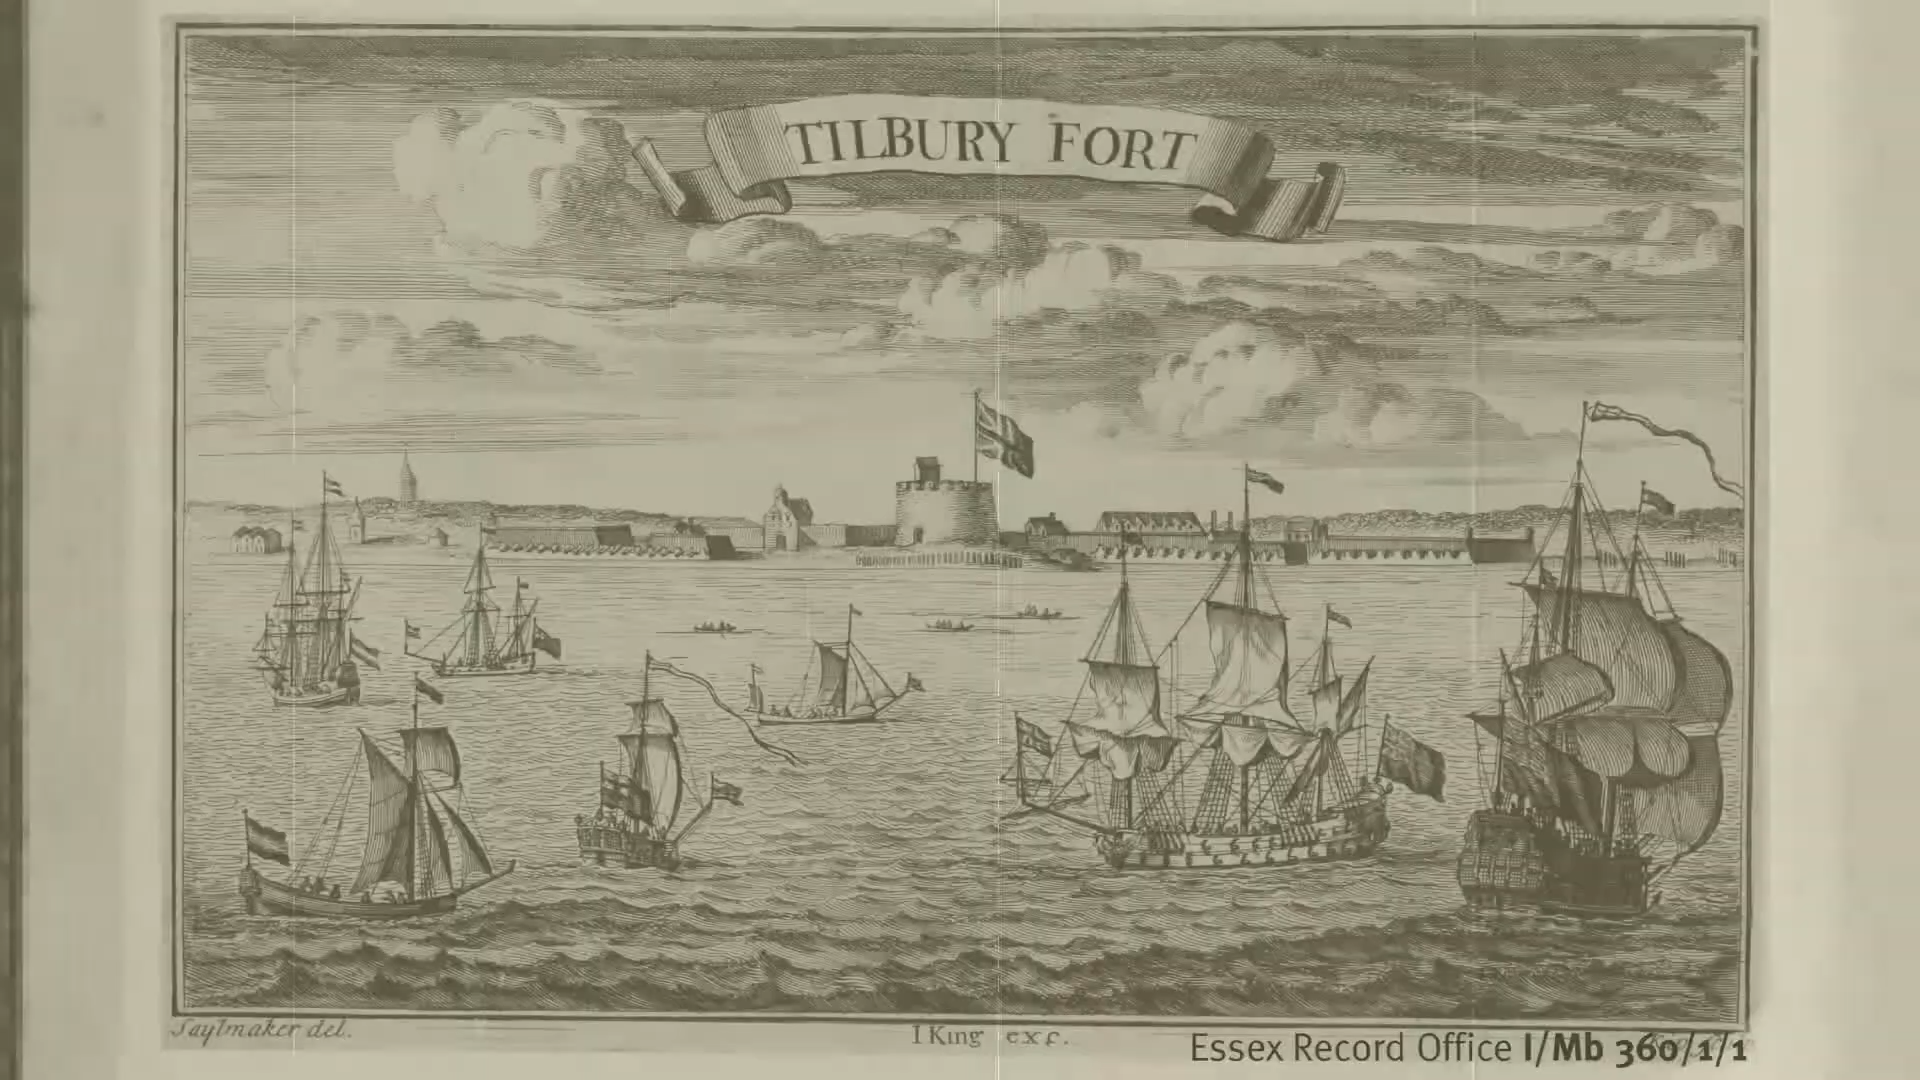 TILBURY FORT
Saylmaker del.
I King exc.
Essex Record Office I/Mb 360/1/1